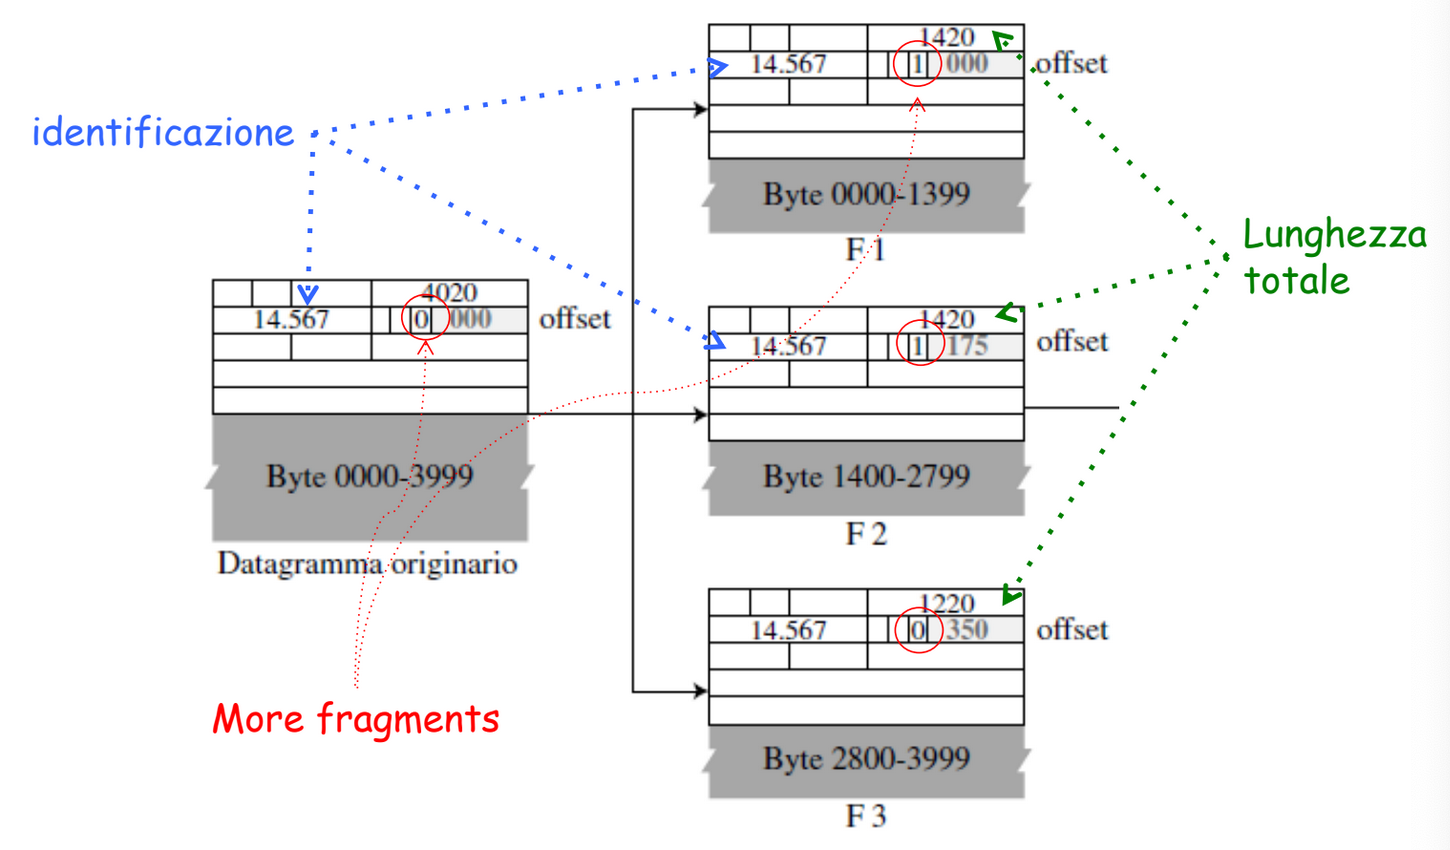 1420
14.567 1 000 offset
Byte 0000-1399
F 1
identificazione
Lunghezza
totale
4020
14.567 0 000 offset
Byte 0000-3999
Datagramma originario
1420
14.567 1 175 offset
Byte 1400-2799
F 2
1220
14.567 0 350 offset
Byte 2800-3999
F 3
More fragments